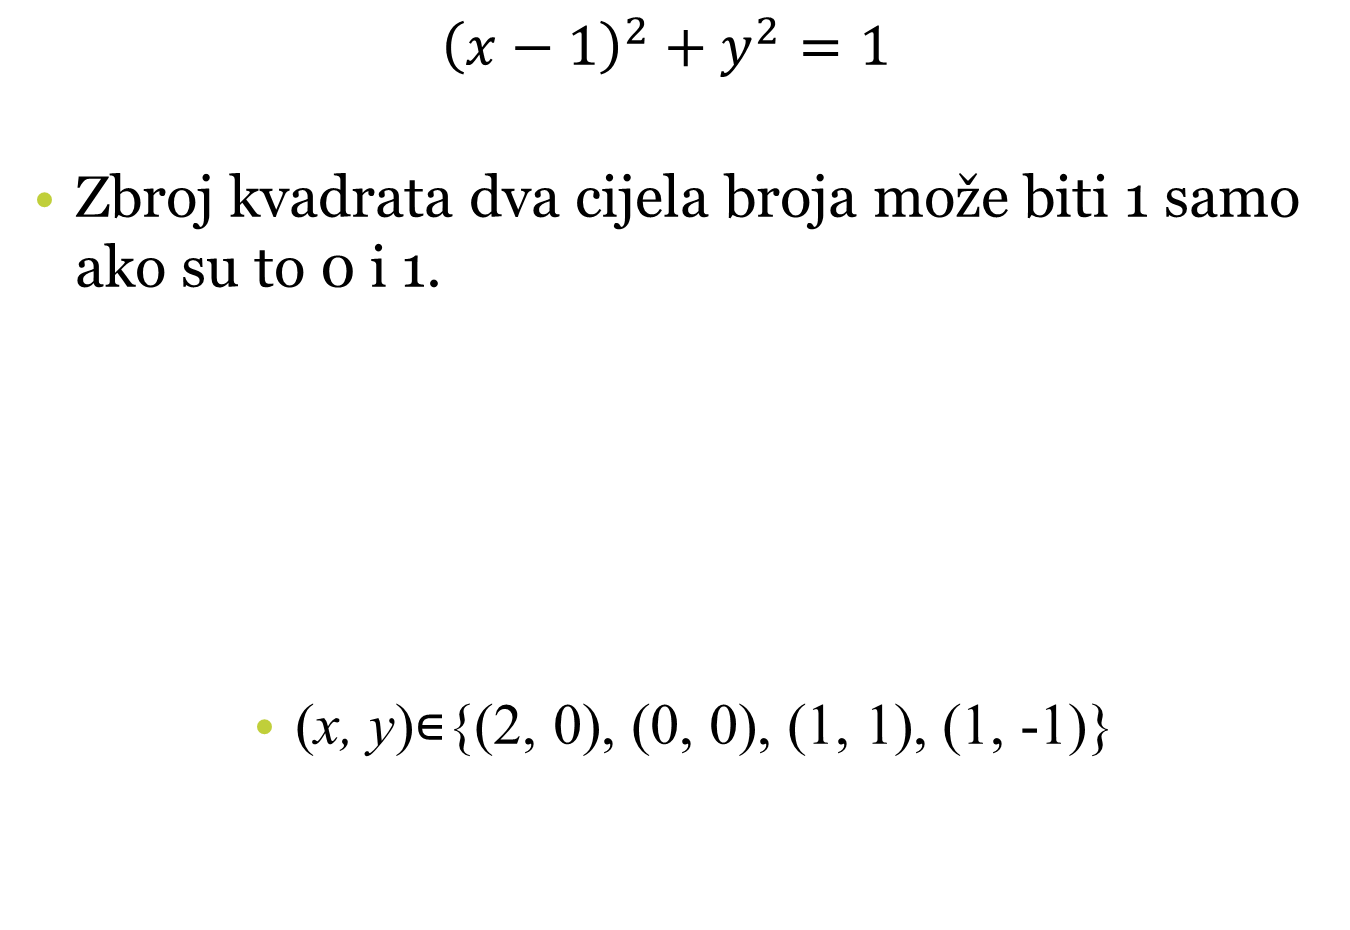 (x − 1)² + y² = 1
• Zbroj kvadrata dva cijela broja može biti 1 samo
ako su to 0 i 1.
• (x, y)∈{(2, 0), (0, 0), (1, 1), (1, -1)}